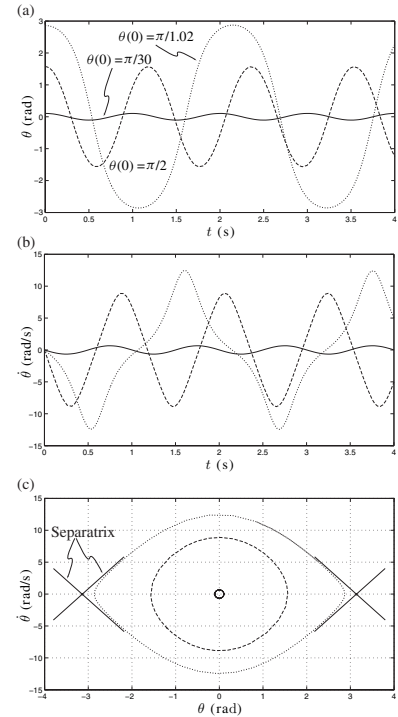 (a)
3
2
1
0
−1
−2
−3
θ(0) = π/1.02
θ(0) = π/30
θ(0) = π/2
θ (rad)
0 0.5 1 1.5 2 2.5 3 3.5 4
t (s)
(b)
15
10
5
0
−5
−10
−15
θ̇ (rad/s)
0 0.5 1 1.5 2 2.5 3 3.5 4
t (s)
(c)
15
10
5
0
−5
−10
−15
Separatrix
θ̇ (rad/s)
−4 −3 −2 −1 0 1 2 3 4
θ (rad)